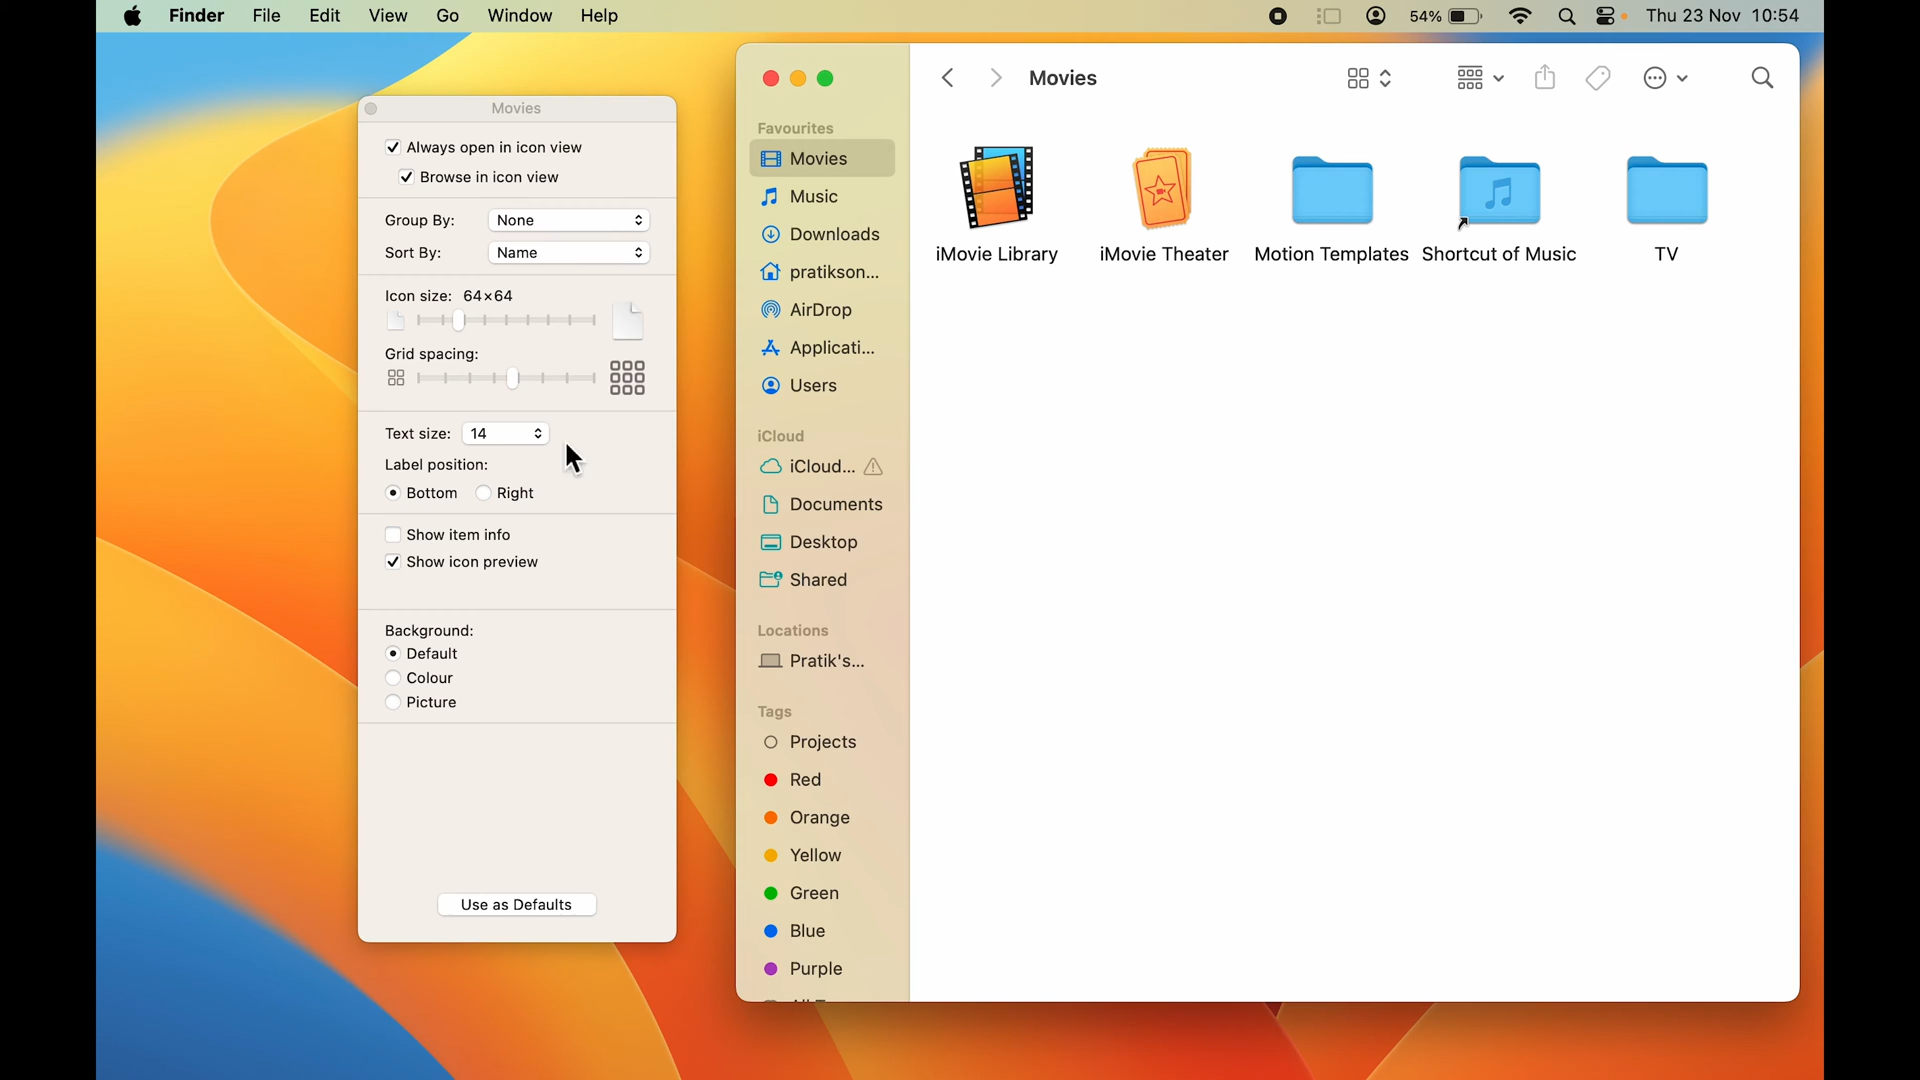 Finder File Edit View Go Window Help 54% Thu 23 Nov 10:54
Movies
Always open in icon view
Browse in icon view
Group By: None
Sort By: Name
Icon size: 64×64
Grid spacing:
Text size: 14
Label position:
Bottom Right
Show item info
Show icon preview
Background:
Default
Colour
Picture
Use as Defaults
Favourites
Movies
Music
Downloads
pratikson...
AirDrop
Applicati...
Users
iCloud
iCloud...
Documents
Desktop
Shared
Locations
Pratik's...
Tags
Projects
Red
Orange
Yellow
Green
Blue
Purple
Movies
iMovie Library iMovie Theater Motion Templates Shortcut of Music TV